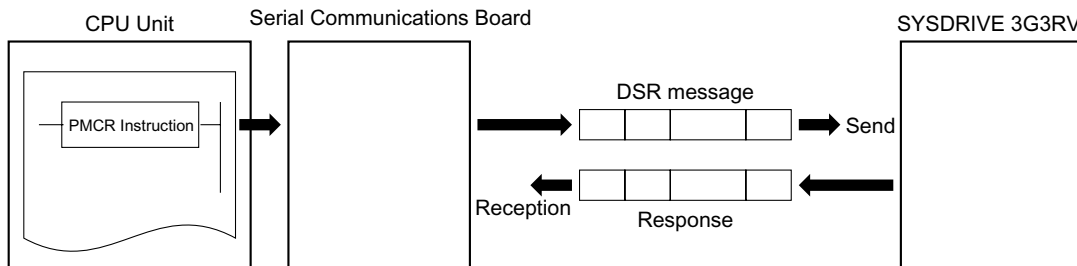 CPU Unit
Serial Communications Board
SYSDRIVE 3G3RV
PMCR Instruction
DSR message
Send
Reception
Response